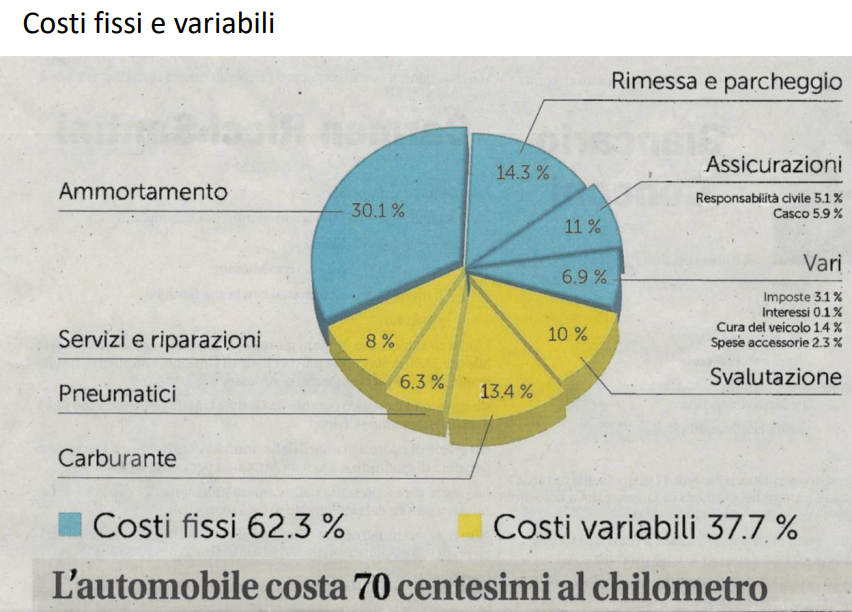 Costi fissi e variabili
Rimessa e parcheggio
14.3 %
Assicurazioni
Responsabilità civile 5.1 %
Casco 5.9 %
Ammortamento
30.1 %
11 %
Vari
6.9 %
Imposte 3.1 %
Interessi 0.1 %
Cura del veicolo 1.4 %
Spese accessorie 2.3 %
Servizi e riparazioni
8 %
10 %
Svalutazione
Pneumatici
6.3 %
13.4 %
Carburante
Costi fissi 62.3 %
Costi variabili 37.7 %
L'automobile costa 70 centesimi al chilometro